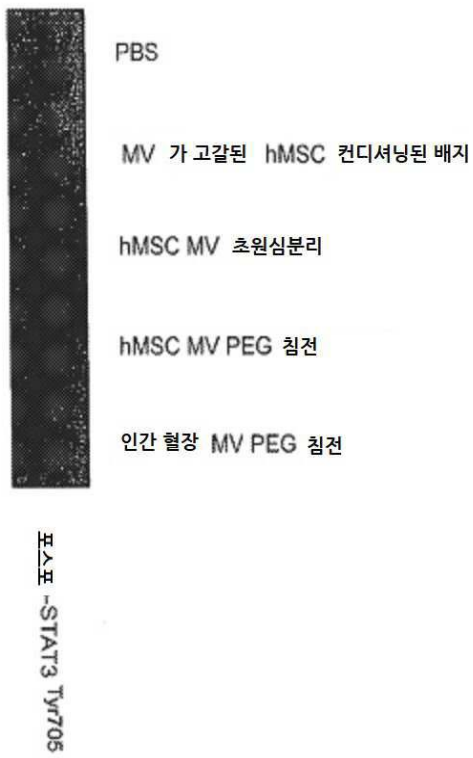 PBS
MV 가 고갈된 hMSC 컨디셔닝된 배지
hMSC MV 초원심분리
hMSC MV PEG 침전
인간 혈장 MV PEG 침전
포스포 -STAT3 Tyr705